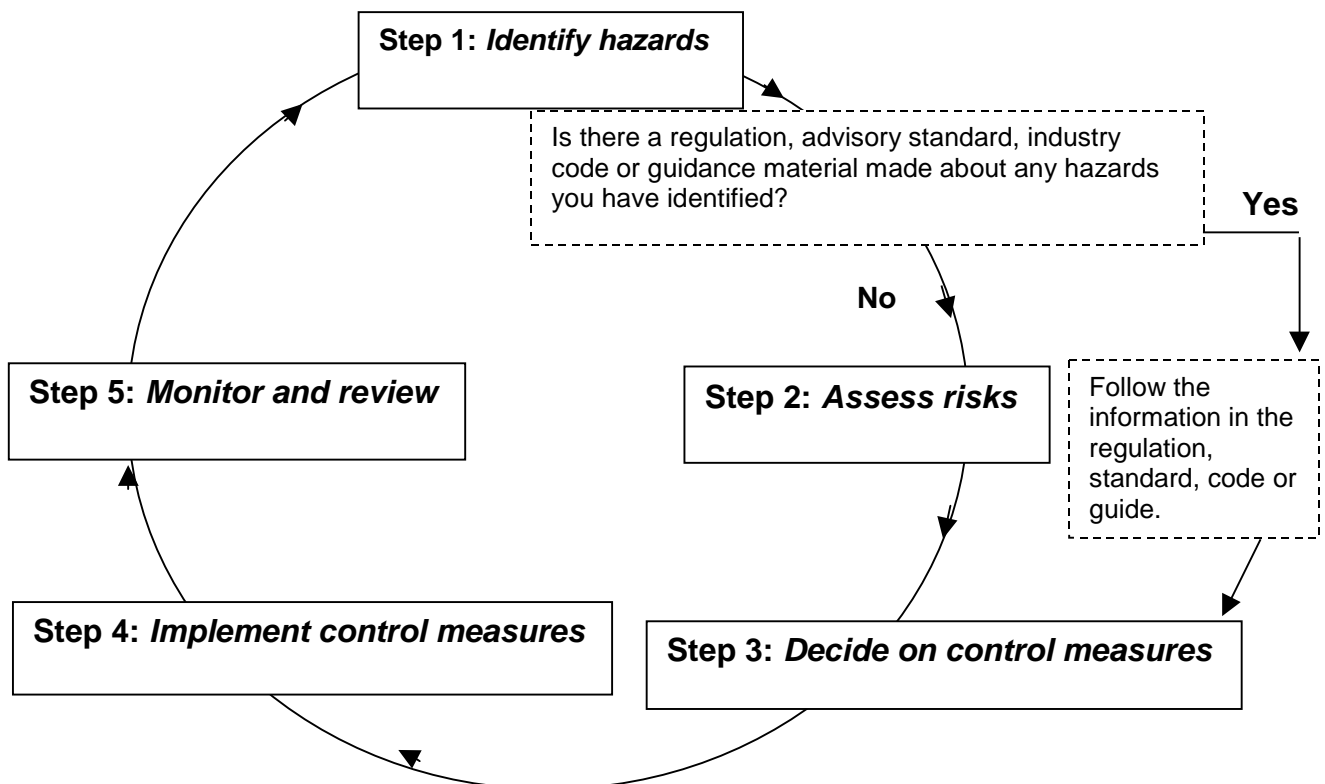 Step 1: Identify hazards
Is there a regulation, advisory standard, industry
code or guidance material made about any hazards
you have identified?
Yes
No
Step 5: Monitor and review
Step 2: Assess risks
Follow the
information in the
regulation,
standard, code or
guide.
Step 4: Implement control measures
Step 3: Decide on control measures